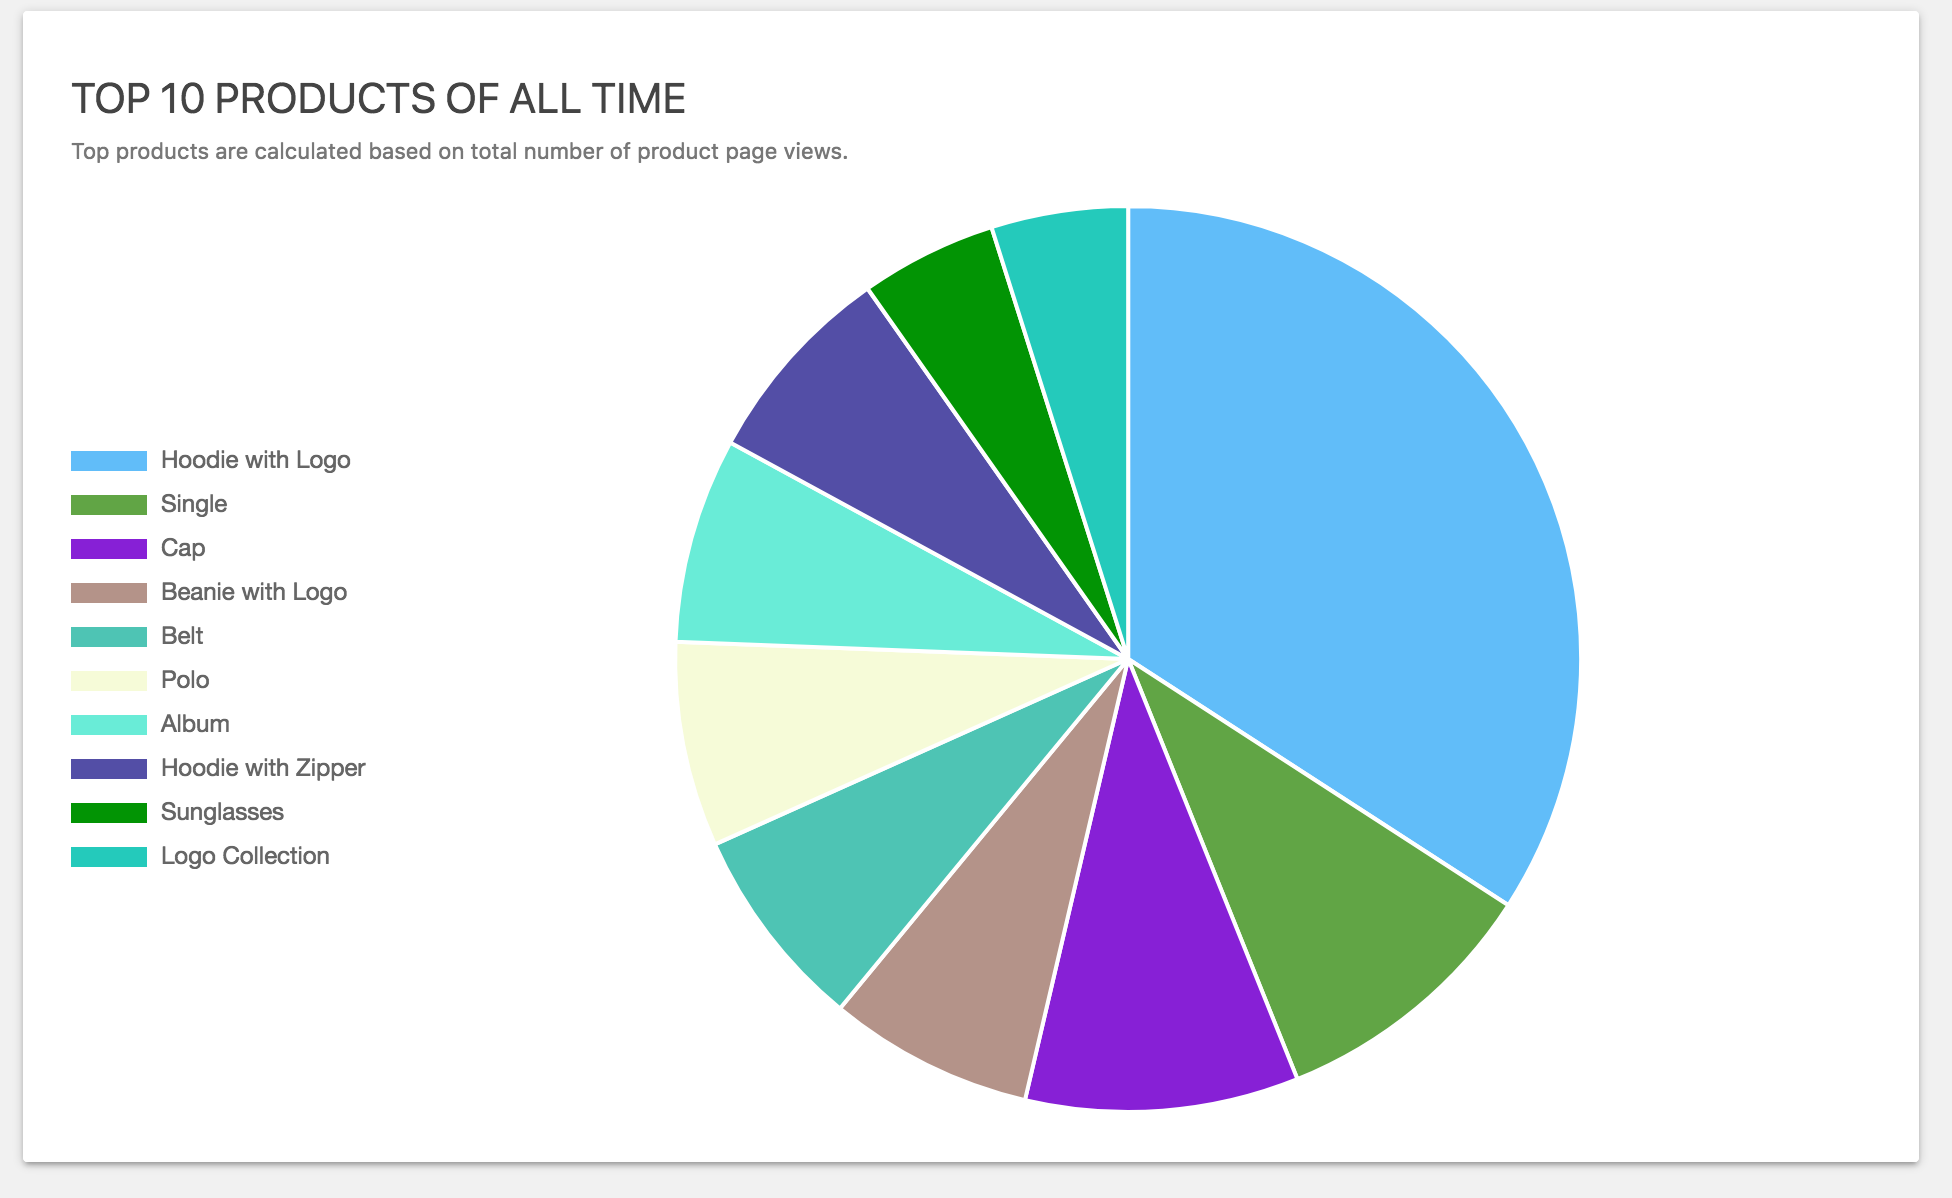 TOP 10 PRODUCTS OF ALL TIME
Top products are calculated based on total number of product page views.
Hoodie with Logo
Single
Cap
Beanie with Logo
Belt
Polo
Album
Hoodie with Zipper
Sunglasses
Logo Collection